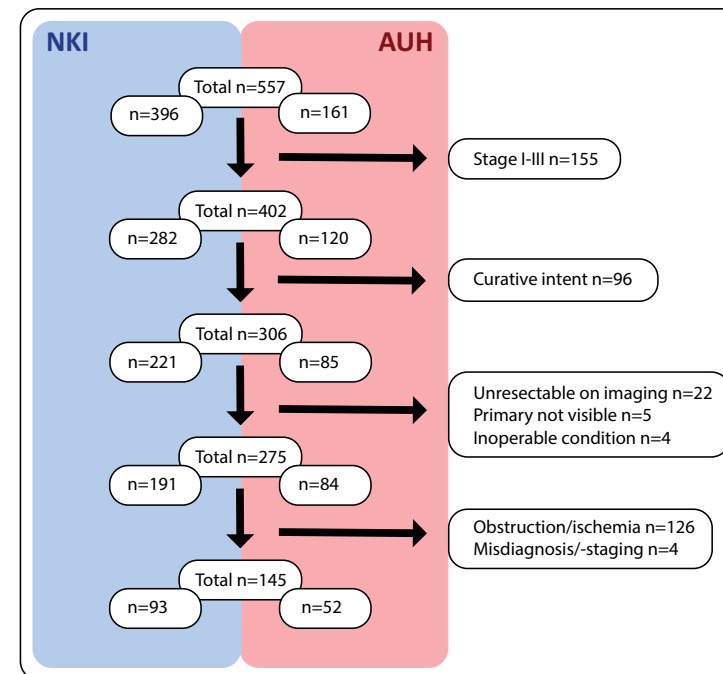 NKI
AUH
Total n=557
n=396
n=161
Stage I-III n=155
Total n=402
n=282
n=120
Curative intent n=96
Total n=306
n=221
n=85
Unresectable on imaging n=22
Primary not visible n=5
Inoperable condition n=4
Total n=275
n=191
n=84
Obstruction/ischemia n=126
Misdiagnosis/-staging n=4
Total n=145
n=93
n=52